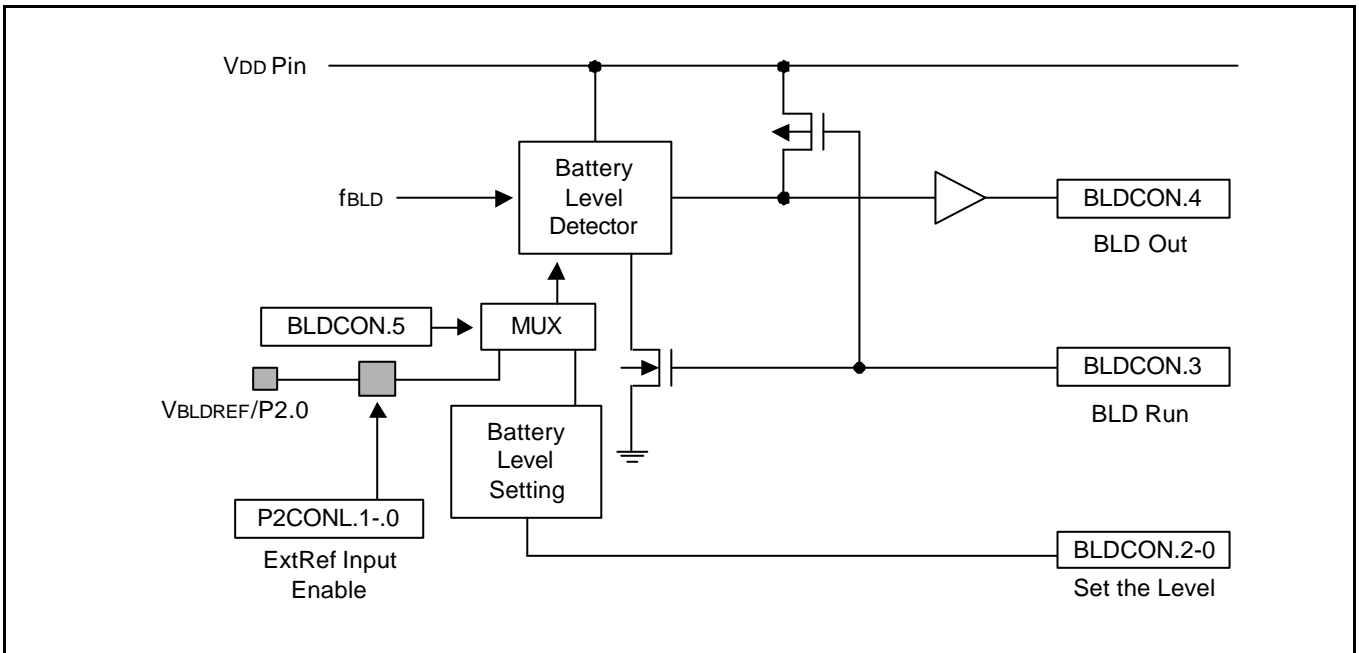 VDD Pin
fBLD
Battery
Level
Detector
BLDCON.4
BLD Out
BLDCON.5
MUX
BLDCON.3
BLD Run
VBLDREF/P2.0
Battery
Level
Setting
P2CONL.1-.0
ExtRef Input
Enable
BLDCON.2-0
Set the Level